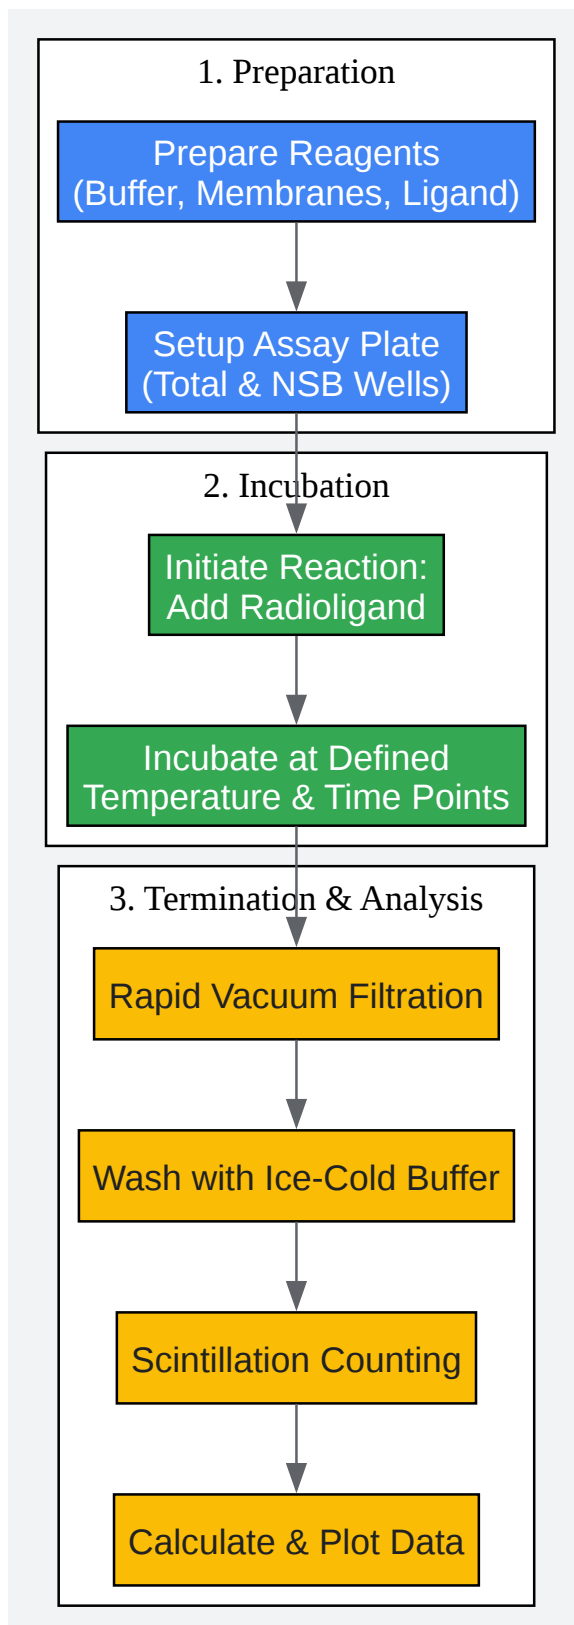 1. Preparation
Prepare Reagents
(Buffer, Membranes, Ligand)
Setup Assay Plate
(Total & NSB Wells)
2. Incubation
Initiate Reaction:
Add Radioligand
Incubate at Defined
Temperature & Time Points
3. Termination & Analysis
Rapid Vacuum Filtration
Wash with Ice-Cold Buffer
Scintillation Counting
Calculate & Plot Data